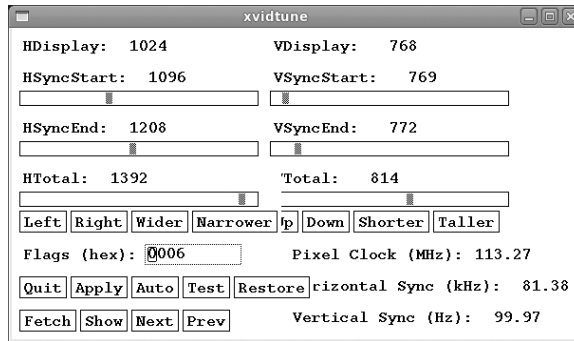 xvidtune
HDisplay: 1024 VDisplay: 768
HSyncStart: 1096 VSyncStart: 769
HSyncEnd: 1208 VSyncEnd: 772
HTotal: 1392 Total: 814
Left Right Wider Narrower p Down Shorter Taller
Flags (hex): 0006 Pixel Clock (MHz): 113.27
Quit Apply Auto Test Restore rizontal Sync (kHz): 81.38
Fetch Show Next Prev Vertical Sync (Hz): 99.97